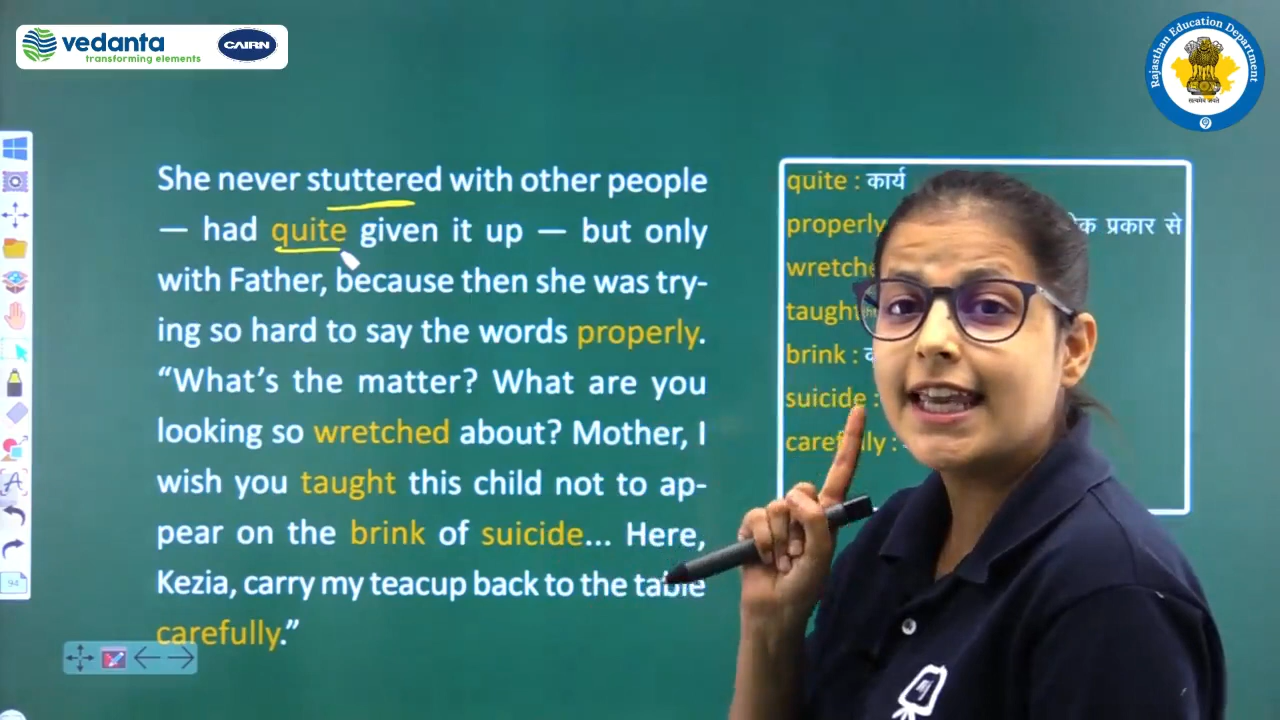 vedanta
transforming elements
CAIRN
Rajasthan Education Department
सत्यमेव जयते
She never stuttered with other people
— had quite given it up — but only
with Father, because then she was try-
ing so hard to say the words properly.
“What’s the matter? What are you
looking so wretched about? Mother, I
wish you taught this child not to ap-
pear on the brink of suicide... Here,
Kezia, carry my teacup back to the table
carefully.”
quite : कार्य
properly प्रकार से
taught
brink :
suicide :
carefully :
94